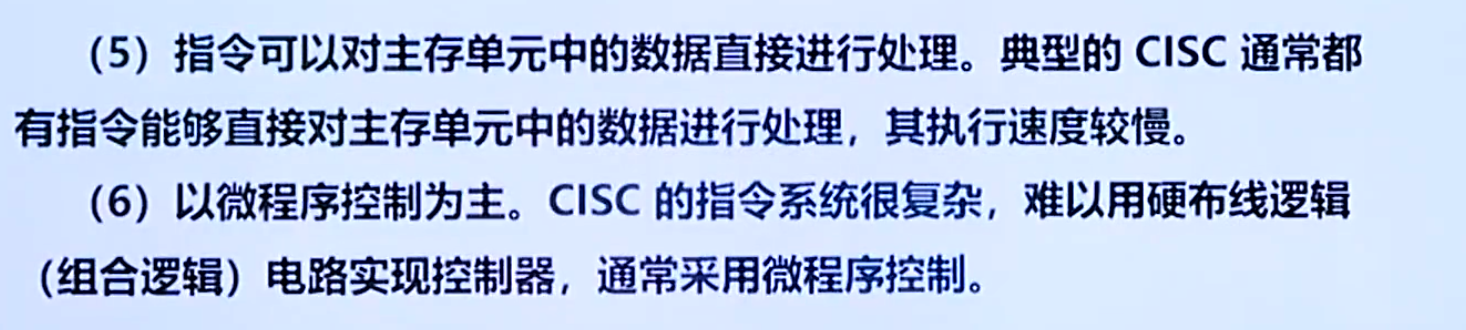 （5）指令可以对主存单元中的数据直接进行处理。典型的 CISC 通常都
有指令能够直接对主存单元中的数据进行处理，其执行速度较慢。
（6）以微程序控制为主。CISC 的指令系统很复杂，难以用硬布线逻辑
（组合逻辑）电路实现控制器，通常采用微程序控制。